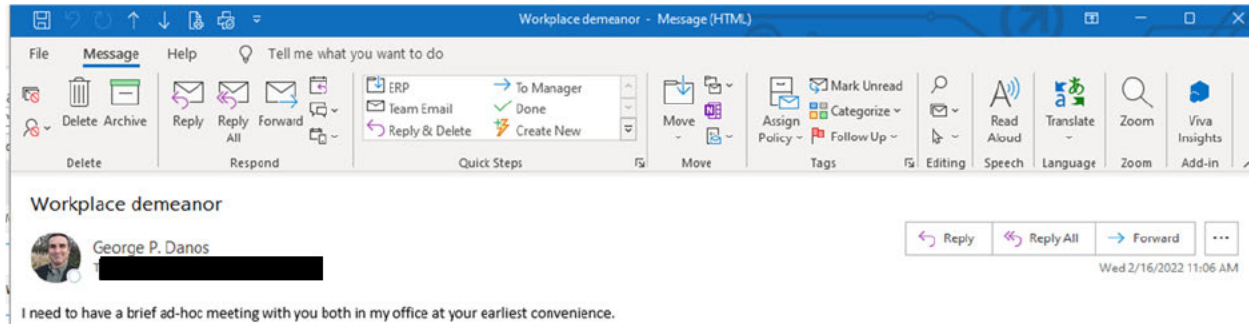 Workplace demeanor - Message (HTML)
File Message Help Tell me what you want to do
Delete Archive
Reply Reply All Forward
ERP To Manager
Team Email Done
Reply & Delete Create New
Move
Assign Policy
Mark Unread
Categorize
Follow Up
Read Aloud
Translate
Zoom
Viva Insights
Delete Respond Quick Steps Move Tags Editing Speech Language Zoom Add-in
Workplace demeanor
George P. Danos
Reply Reply All Forward
Wed 2/16/2022 11:06 AM
I need to have a brief ad-hoc meeting with you both in my office at your earliest convenience.